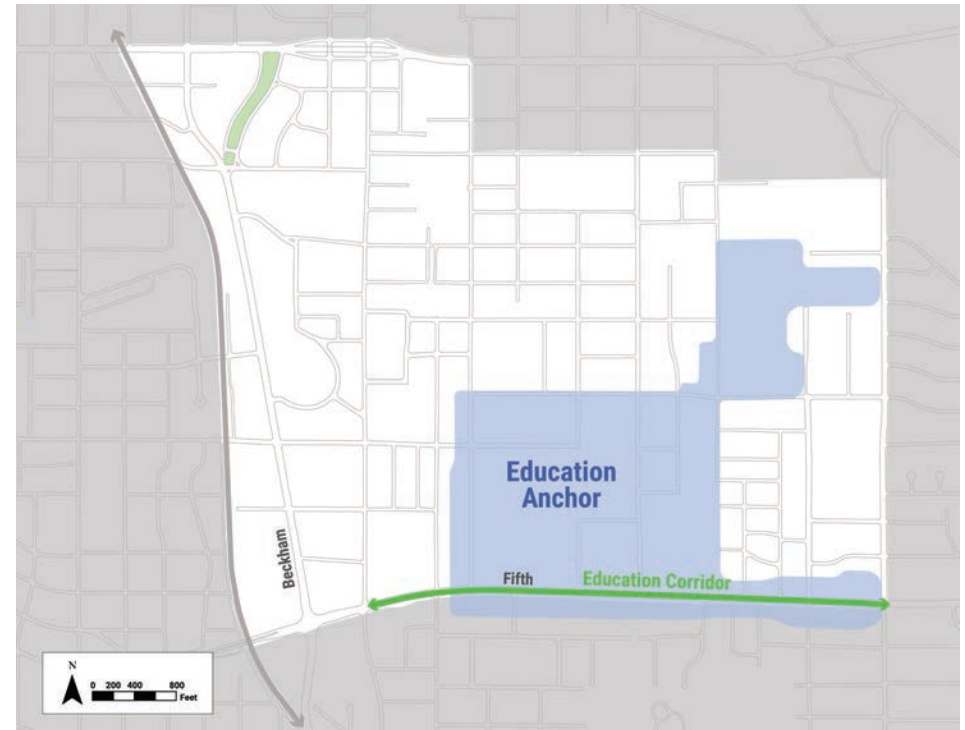 Education
Anchor
Beckham
Fifth
Education Corridor
N
0 200 400 800
Feet